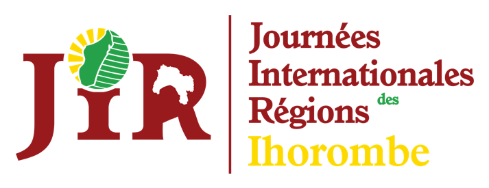 JiR
Journées
Internationales
Régions des
Ihorombe